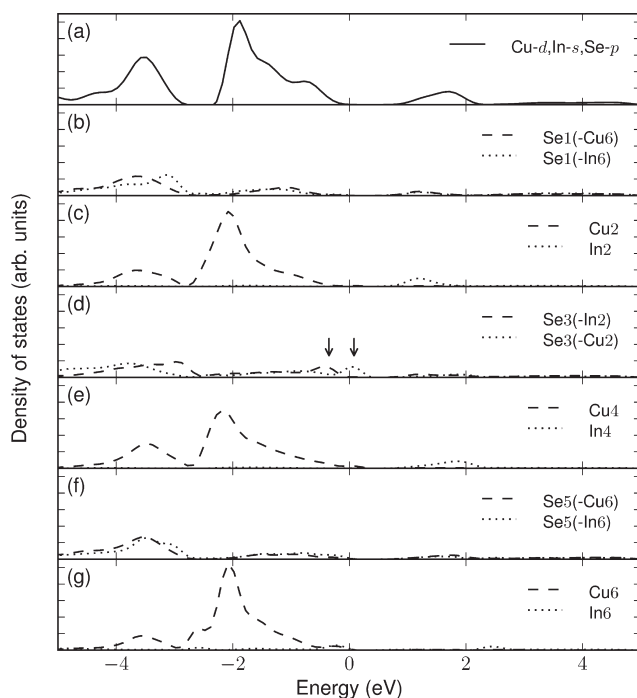 (a)
Cu-d,In-s,Se-p
(b)
Se1(-Cu6)
Se1(-In6)
(c)
Cu2
In2
(d)
Se3(-In2)
Se3(-Cu2)
(e)
Cu4
In4
(f)
Se5(-Cu6)
Se5(-In6)
(g)
Cu6
In6
Density of states (arb. units)
−4 −2 0 2 4
Energy (eV)